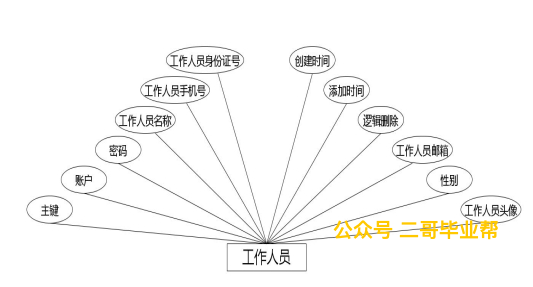 工作人员身份证号
创建时间
工作人员手机号
添加时间
工作人员名称
逻辑删除
密码
工作人员邮箱
账户
性别
主键
工作人员头像
公众号 二哥毕业帮
工作人员